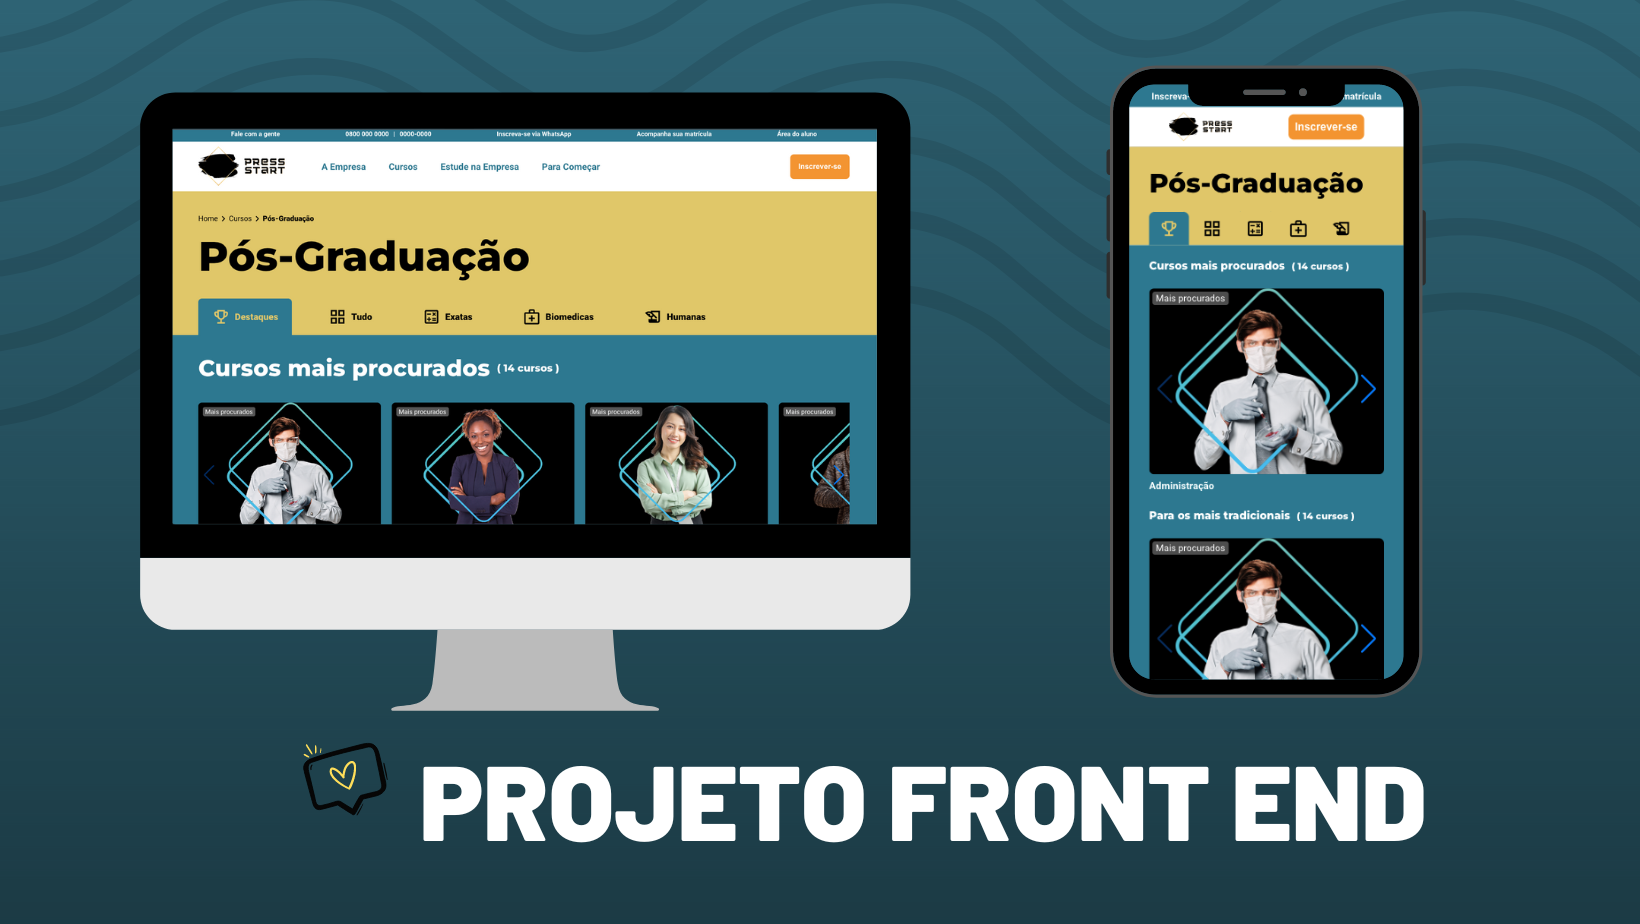 Fale com a gente
0800 000 0000 | 0000-0000
Inscreva-se via WhatsApp
Acompanha sua matrícula
Área do aluno
PRESS
START
A Empresa
Cursos
Estude na Empresa
Para Começar
Inscrever-se
Home > Cursos > Pós-Graduação
Pós-Graduação
Destaques
Tudo
Exatas
Biomedicas
Humanas
Cursos mais procurados ( 14 cursos )
Mais procurados
Mais procurados
Mais procurados
Mais procurados
Inscreva-
matrícula
PRESS
START
Inscrever-se
Pós-Graduação
Cursos mais procurados ( 14 cursos )
Mais procurados
Administração
Para os mais tradicionais ( 14 cursos )
Mais procurados
PROJETO FRONT END